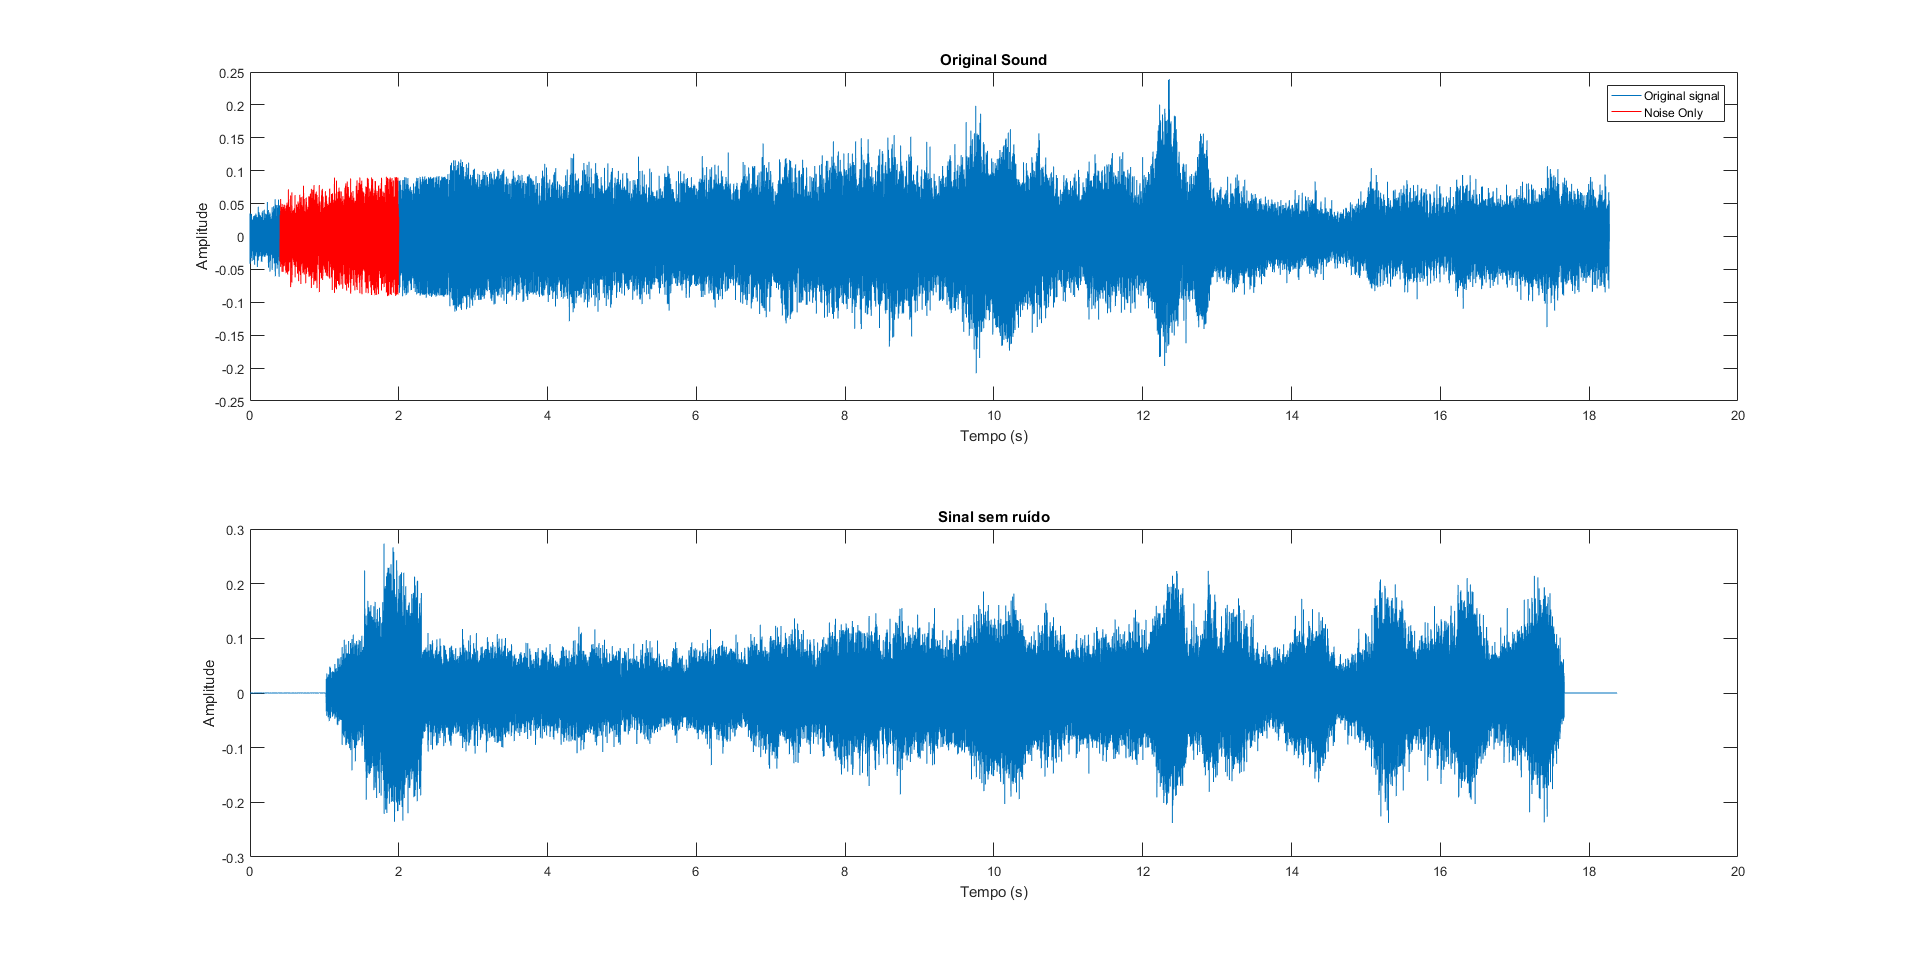 Original Sound
0.25
0.2
0.15
0.1
0.05
0
-0.05
-0.1
-0.15
-0.2
-0.25
Amplitude
Original signal
Noise Only
0 2 4 6 8 10 12 14 16 18 20
Tempo (s)
Sinal sem ruído
0.3
0.2
0.1
0
-0.1
-0.2
-0.3
Amplitude
0 2 4 6 8 10 12 14 16 18 20
Tempo (s)